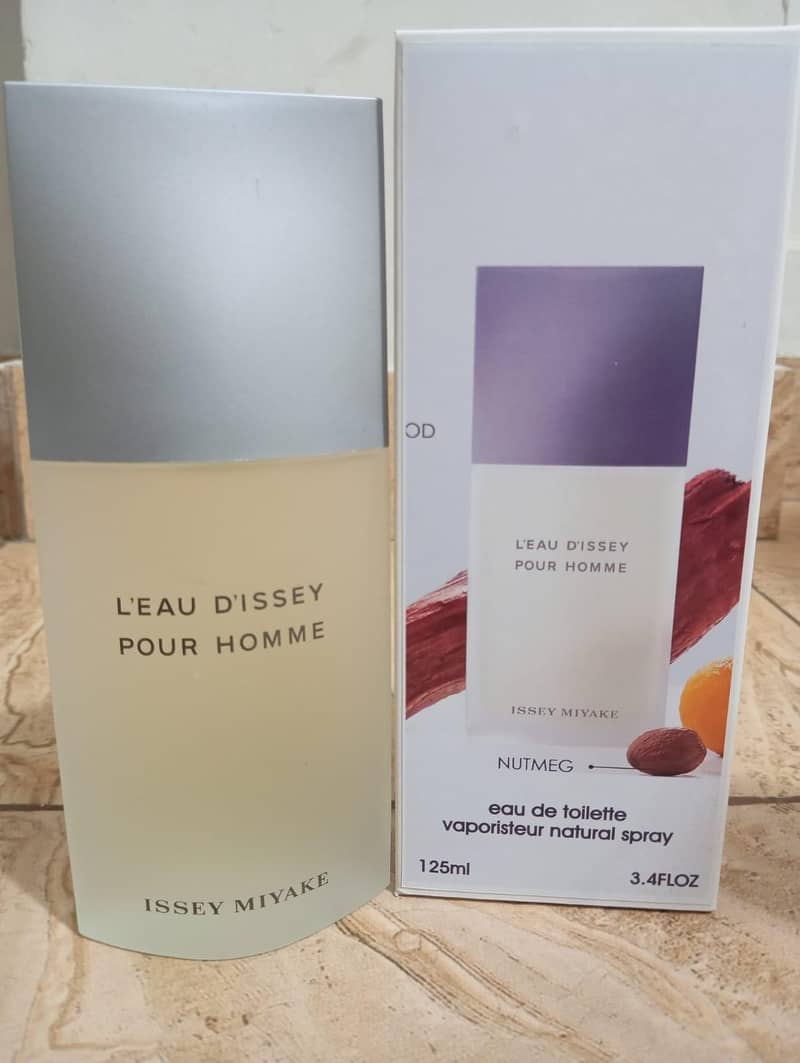 L'EAU D'ISSEY
POUR HOMME
ISSEY MIYAKE
OD
L'EAU D'ISSEY
POUR HOMME
ISSEY MIYAKE
NUTMEG
eau de toilette
vaporisteur natural spray
125ml
3.4FLOZ